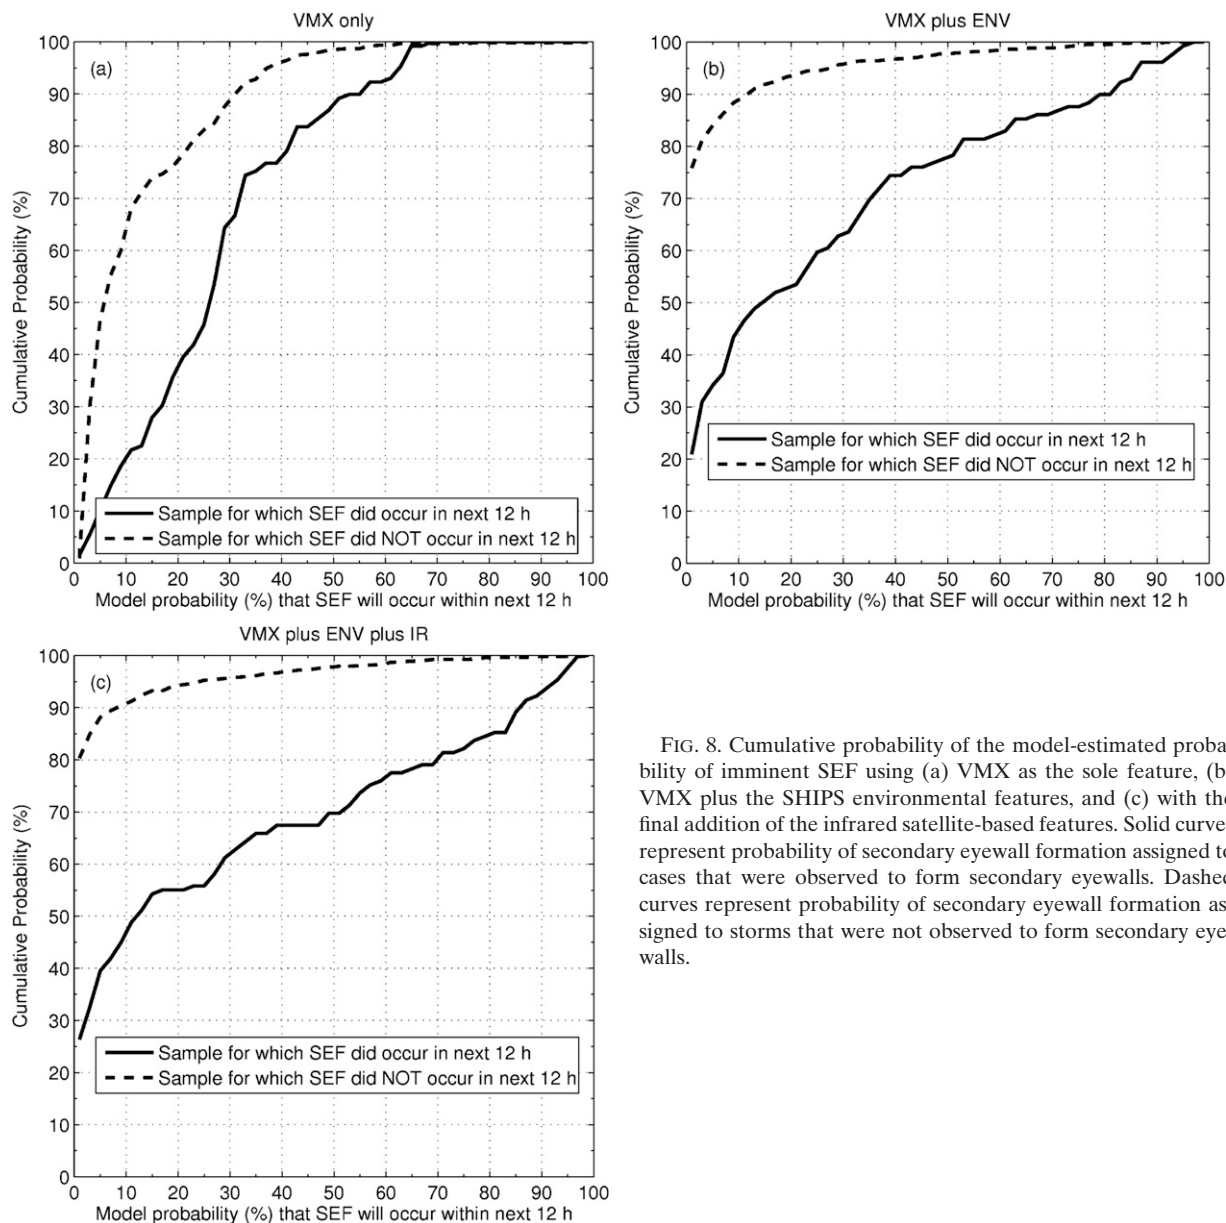 VMX only
(a)
100
90
80
70
60
50
40
30
20
10
0
Cumulative Probability (%)
Sample for which SEF did occur in next 12 h
Sample for which SEF did NOT occur in next 12 h
0 10 20 30 40 50 60 70 80 90 100
Model probability (%) that SEF will occur within next 12 h
VMX plus ENV
(b)
100
90
80
70
60
50
40
30
20
10
0
Cumulative Probability (%)
Sample for which SEF did occur in next 12 h
Sample for which SEF did NOT occur in next 12 h
0 10 20 30 40 50 60 70 80 90 100
Model probability (%) that SEF will occur within next 12 h
VMX plus ENV plus IR
(c)
100
90
80
70
60
50
40
30
20
10
0
Cumulative Probability (%)
Sample for which SEF did occur in next 12 h
Sample for which SEF did NOT occur in next 12 h
0 10 20 30 40 50 60 70 80 90 100
Model probability (%) that SEF will occur within next 12 h
FIG. 8. Cumulative probability of the model-estimated proba
bility of imminent SEF using (a) VMX as the sole feature, (b
VMX plus the SHIPS environmental features, and (c) with the
final addition of the infrared satellite-based features. Solid curve
represent probability of secondary eyewall formation assigned to
cases that were observed to form secondary eyewalls. Dashed
curves represent probability of secondary eyewall formation as
signed to storms that were not observed to form secondary eye
walls.